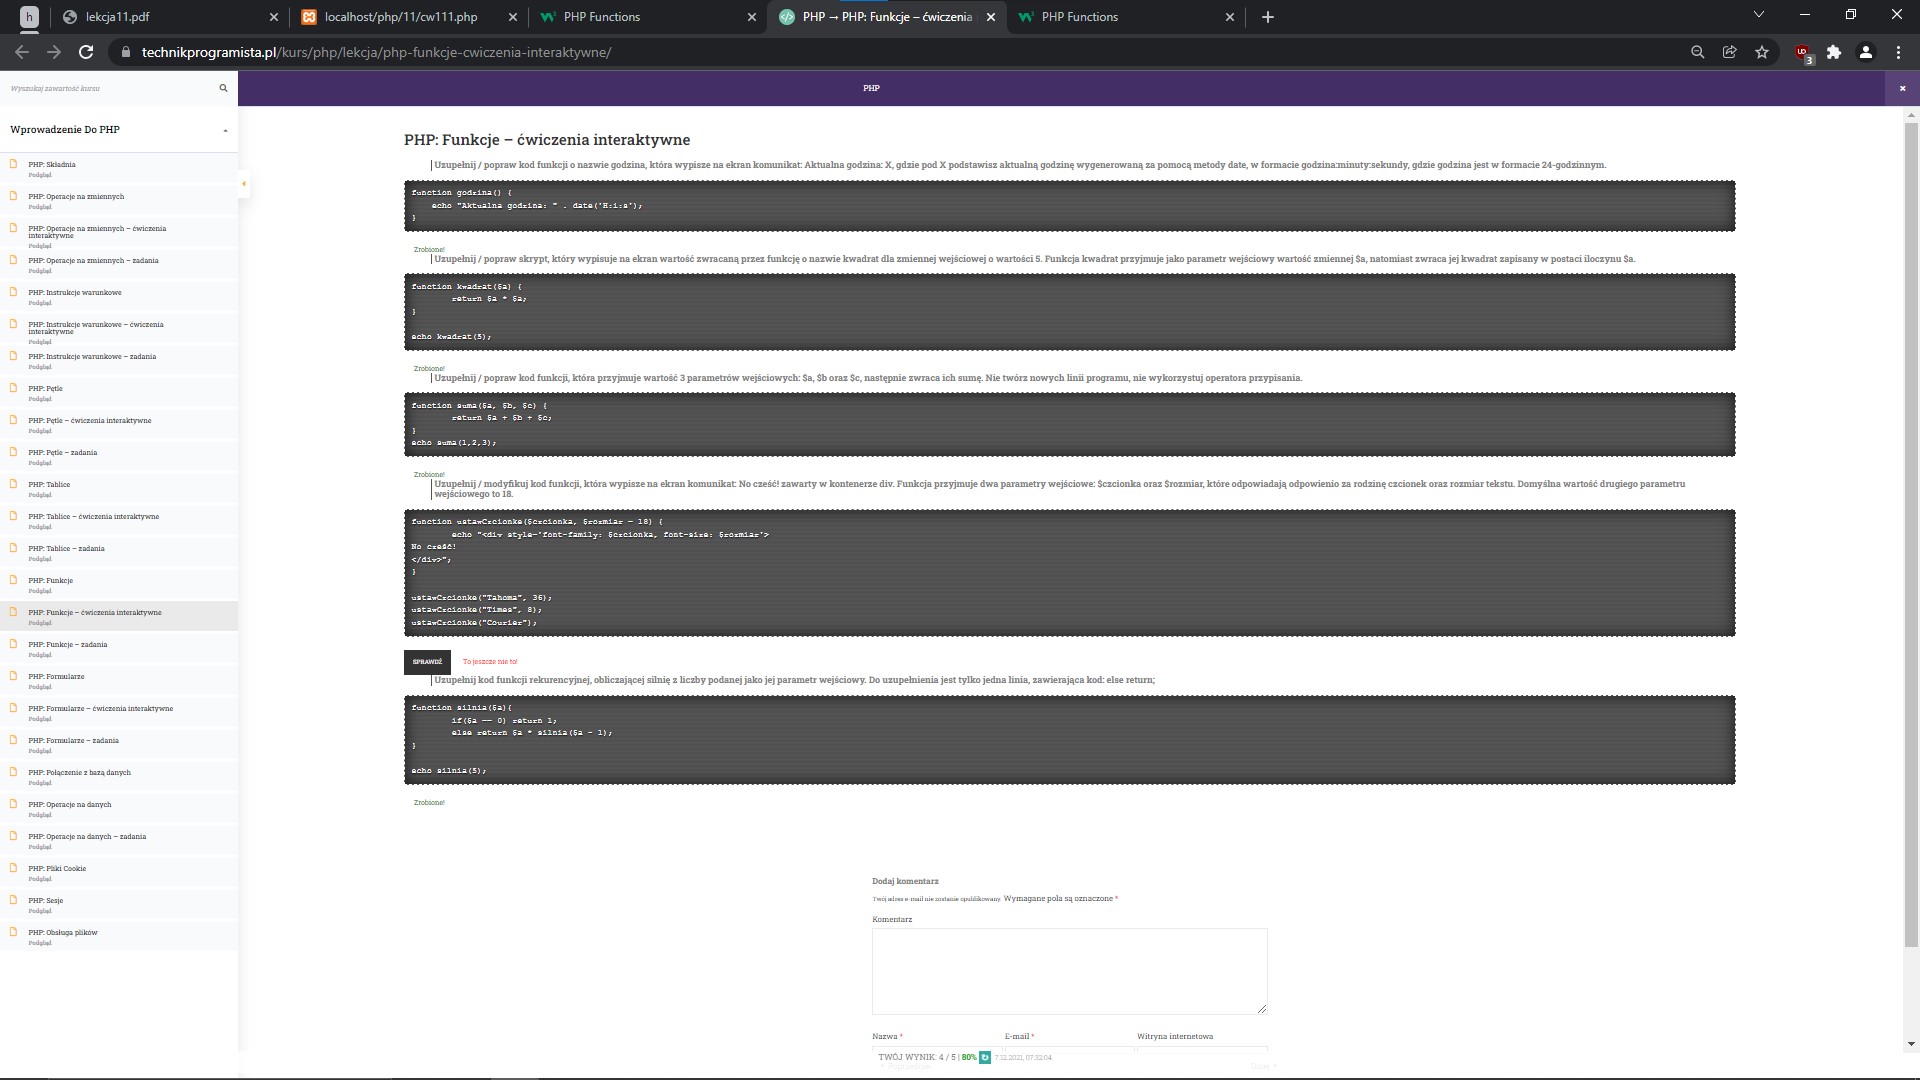 h
lekcja11.pdf
localhost/php/11/cw111.php
PHP Functions
PHP → PHP: Funkcje – ćwiczenia
PHP Functions
technikprogramista.pl/kurs/php/lekcja/php-funkcje-cwiczenia-interaktywne/
3
Wyszukaj zawartość kursu
PHP
Wprowadzenie Do PHP
PHP: Składnia
Podgląd
PHP: Operacje na zmiennych
Podgląd
PHP: Operacje na zmiennych – ćwiczenia
interaktywne
Podgląd
PHP: Operacje na zmiennych – zadania
Podgląd
PHP: Instrukcje warunkowe
Podgląd
PHP: Instrukcje warunkowe – ćwiczenia
interaktywne
Podgląd
PHP: Instrukcje warunkowe – zadania
Podgląd
PHP: Pętle
Podgląd
PHP: Pętle – ćwiczenia interaktywne
Podgląd
PHP: Pętle – zadania
Podgląd
PHP: Tablice
Podgląd
PHP: Tablice – ćwiczenia interaktywne
Podgląd
PHP: Tablice – zadania
Podgląd
PHP: Funkcje
Podgląd
PHP: Funkcje – ćwiczenia interaktywne
Podgląd
PHP: Funkcje – zadania
Podgląd
PHP: Formularze
Podgląd
PHP: Formularze – ćwiczenia interaktywne
Podgląd
PHP: Formularze – zadania
Podgląd
PHP: Połączenie z bazą danych
Podgląd
PHP: Operacje na danych
Podgląd
PHP: Operacje na danych – zadania
Podgląd
PHP: Pliki Cookie
Podgląd
PHP: Sesje
Podgląd
PHP: Obsługa plików
Podgląd
PHP: Funkcje – ćwiczenia interaktywne
Uzupełnij / popraw kod funkcji o nazwie godzina, która wypisze na ekran komunikat: Aktualna godzina: X, gdzie pod X podstawisz aktualną godzinę wygenerowaną za pomocą metody date, w formacie godzina:minuty:sekundy, gdzie godzina jest w formacie 24-godzinnym.
function godzina() {
echo "Aktualna godzina: " . date('H:i:s');
}
Zrobione!
Uzupełnij / popraw skrypt, który wypisuje na ekran wartość zwracaną przez funkcję o nazwie kwadrat dla zmiennej wejściowej o wartości 5. Funkcja kwadrat przyjmuje jako parametr wejściowy wartość zmiennej $a, natomiast zwraca jej kwadrat zapisany w postaci iloczynu $a.
function kwadrat($a) {
return $a * $a;
}
echo kwadrat(5);
Zrobione!
Uzupełnij / popraw kod funkcji, która przyjmuje wartość 3 parametrów wejściowych: $a, $b oraz $c, następnie zwraca ich sumę. Nie twórz nowych linii programu, nie wykorzystuj operatora przypisania.
function suma($a, $b, $c) {
return $a + $b + $c;
}
echo suma(1,2,3);
Zrobione!
Uzupełnij / modyfikuj kod funkcji, która wypisze na ekran komunikat: No cześć! zawarty w kontenerze div. Funkcja przyjmuje dwa parametry wejściowe: $czcionka oraz $rozmiar, które odpowiadają odpowienio za rodzinę czcionek oraz rozmiar tekstu. Domyślna wartość drugiego parametru
wejściowego to 18.
function ustawCzcionke($czcionka, $rozmiar = 18) {
echo "<div style='font-family: $czcionka, font-size: $rozmiar'>
No cześć!
</div>";
}
ustawCzcionke("Tahoma", 36);
ustawCzcionke("Times", 8);
ustawCzcionke("Courier");
SPRAWDŹ
To jeszcze nie to!
Uzupełnij kod funkcji rekurencyjnej, obliczającej silnię z liczby podanej jako jej parametr wejściowy. Do uzupełnienia jest tylko jedna linia, zawierająca kod: else return;
function silnia($a){
if($a == 0) return 1;
else return $a * silnia($a - 1);
}
echo silnia(5);
Zrobione!
Dodaj komentarz
Twój adres e-mail nie zostanie opublikowany. Wymagane pola są oznaczone *
Komentarz
Nazwa *
E-mail *
Witryna internetowa
TWÓJ WYNIK: 4 / 5 | 80% 7.12.2021, 07:32:04